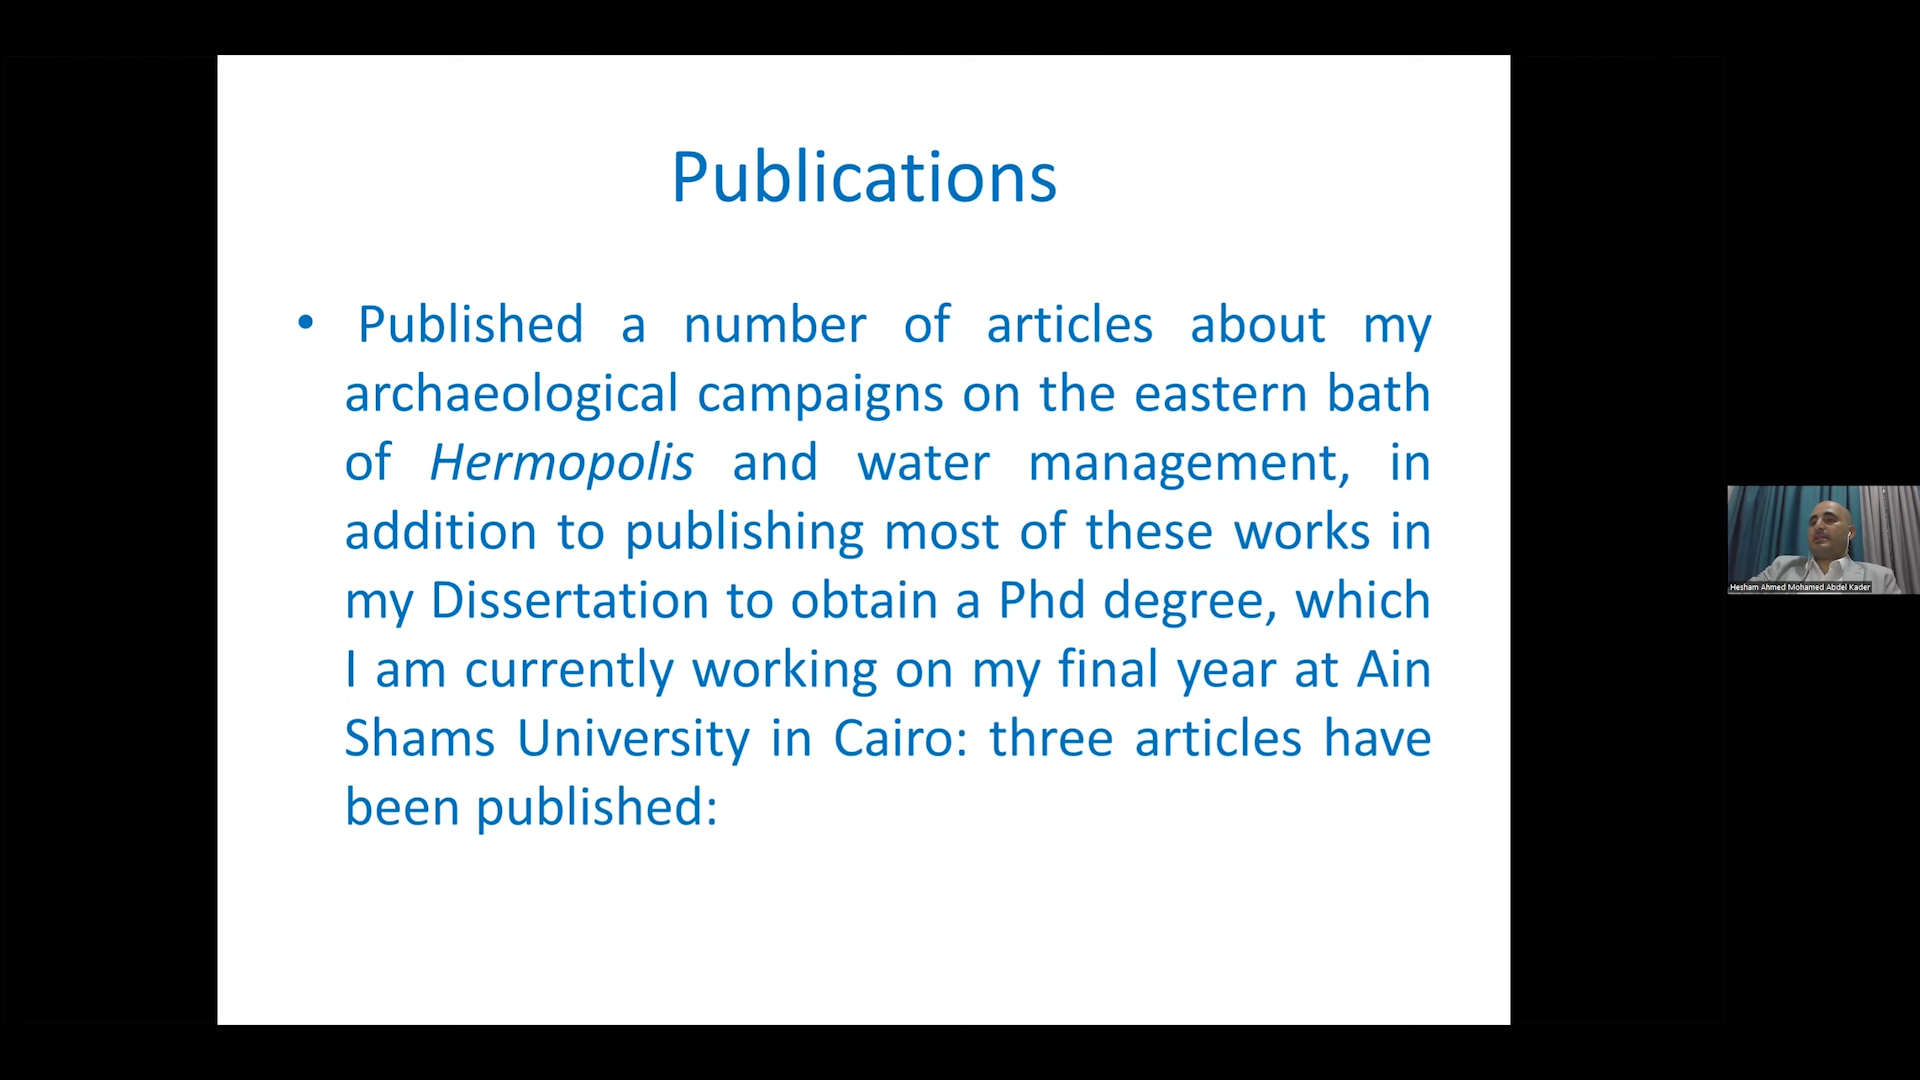 Publications
• Published a number of articles about my
archaeological campaigns on the eastern bath
of Hermopolis and water management, in
addition to publishing most of these works in
my Dissertation to obtain a Phd degree, which
I am currently working on my final year at Ain
Shams University in Cairo: three articles have
been published:
Hesham Ahmed Mohamed Abdel Kader